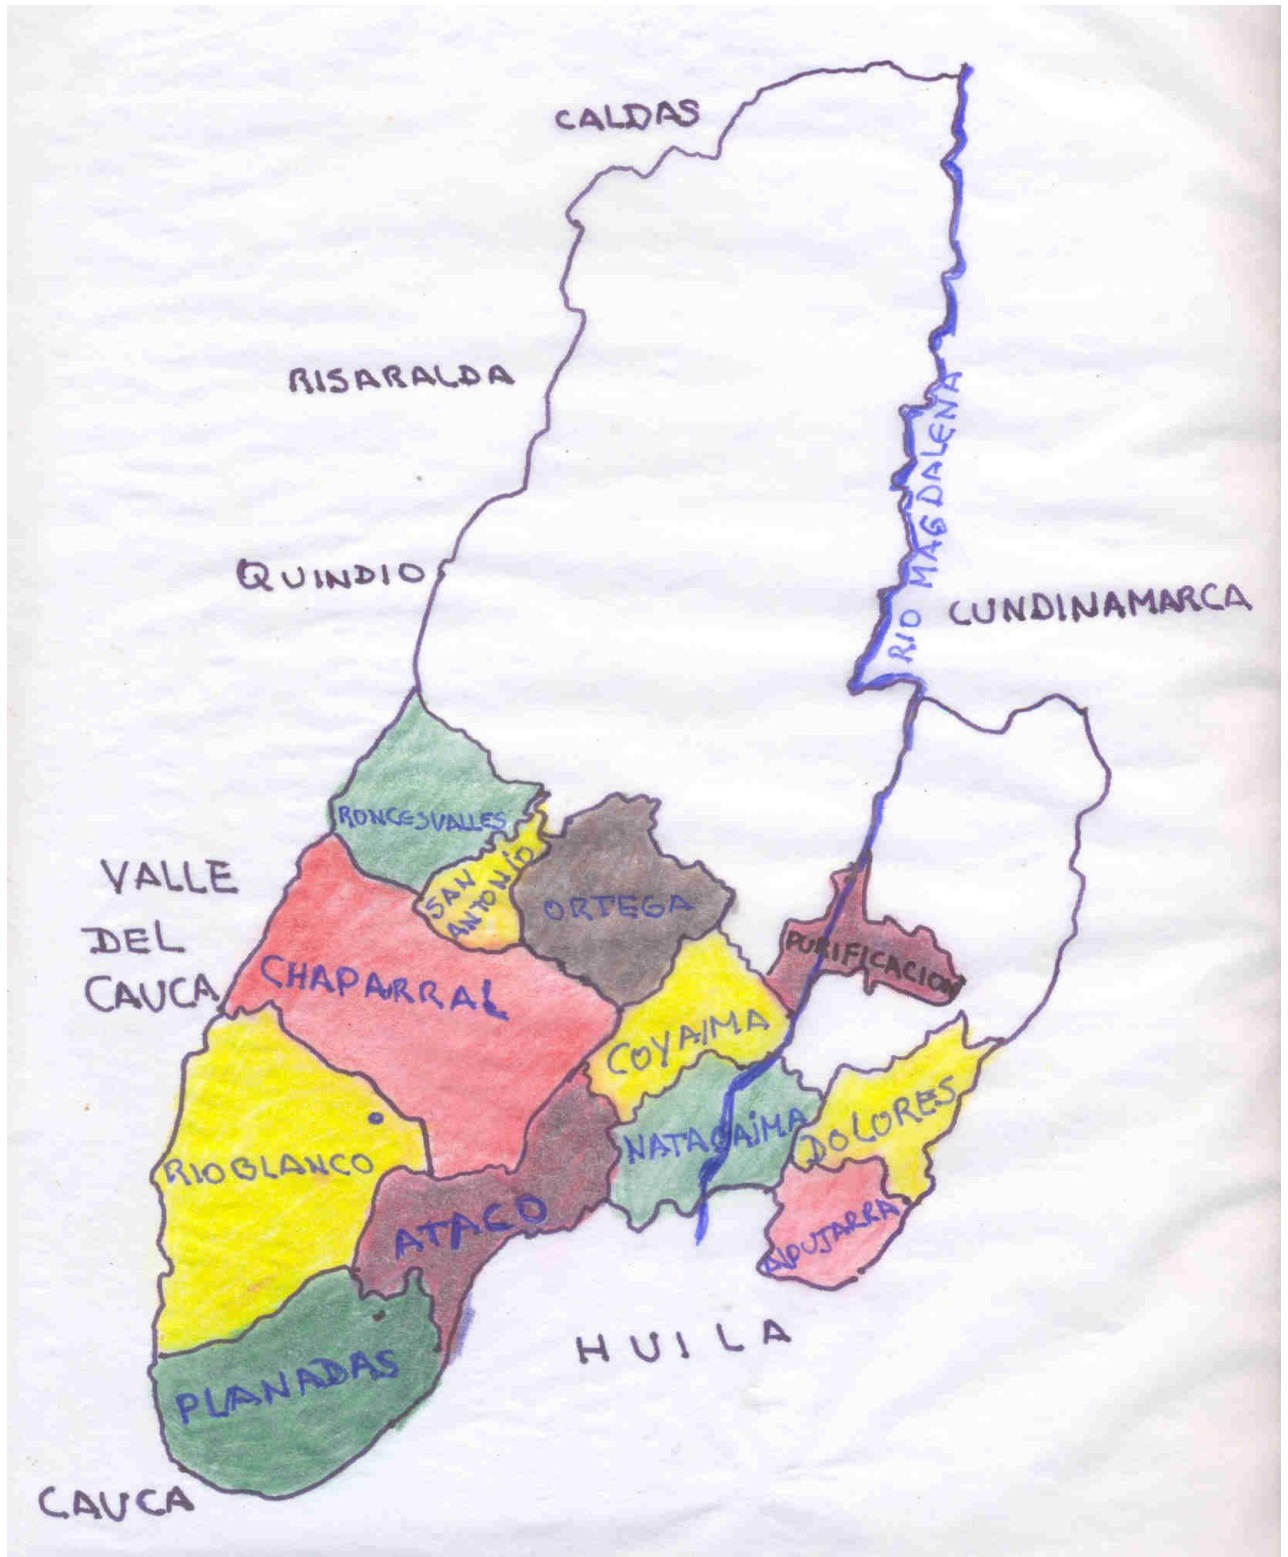 CALDAS
RISARALDA
RIO MAGDALENA
QUINDIO
CUNDINAMARCA
RONCESVALLES
VALLE
DEL
CAUCA
SAN
ANTONIO
ORTEGA
PURIFICACION
CHAPARRAL
COYAIMA
NATAGAIMA
DOLORES
RIOBLANCO
ATACO
ALPUJARRA
HUILA
PLANADAS
CAUCA